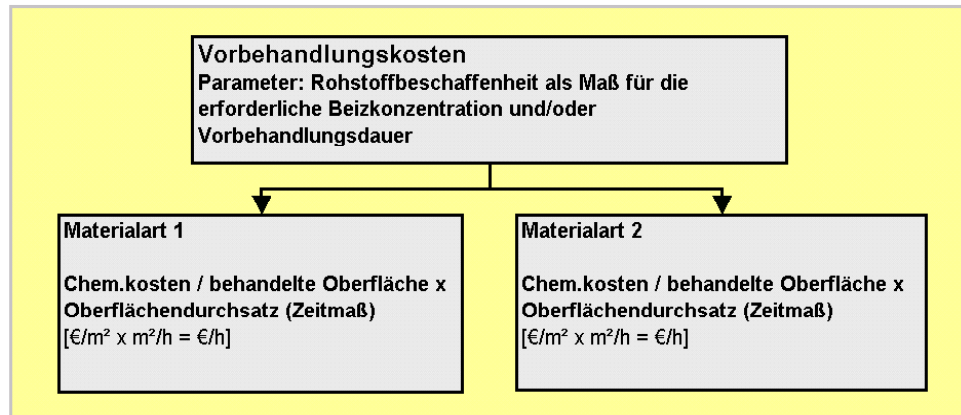 Vorbehandlungskosten
Parameter: Rohstoffbeschaffenheit als Maß für die
erforderliche Beizkonzentration und/oder
Vorbehandlungsdauer
Materialart 1
Chem.kosten / behandelte Oberfläche x
Oberflächendurchsatz (Zeitmaß)
[€/m² x m²/h = €/h]
Materialart 2
Chem.kosten / behandelte Oberfläche x
Oberflächendurchsatz (Zeitmaß)
[€/m² x m²/h = €/h]